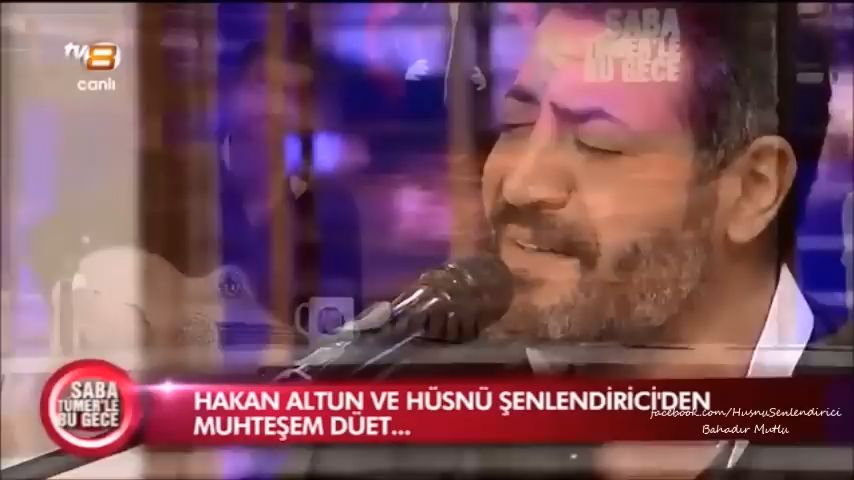 tv8
canlı
SABA
TÜMER'LE
BU GECE
SABA
TÜMER'LE
BU GECE
HAKAN ALTUN VE HÜSNÜ ŞENLENDİRİCİ'DEN
MUHTEŞEM DÜET...
facebook.com/HusnuSenlendirici
Bahadır Mutlu